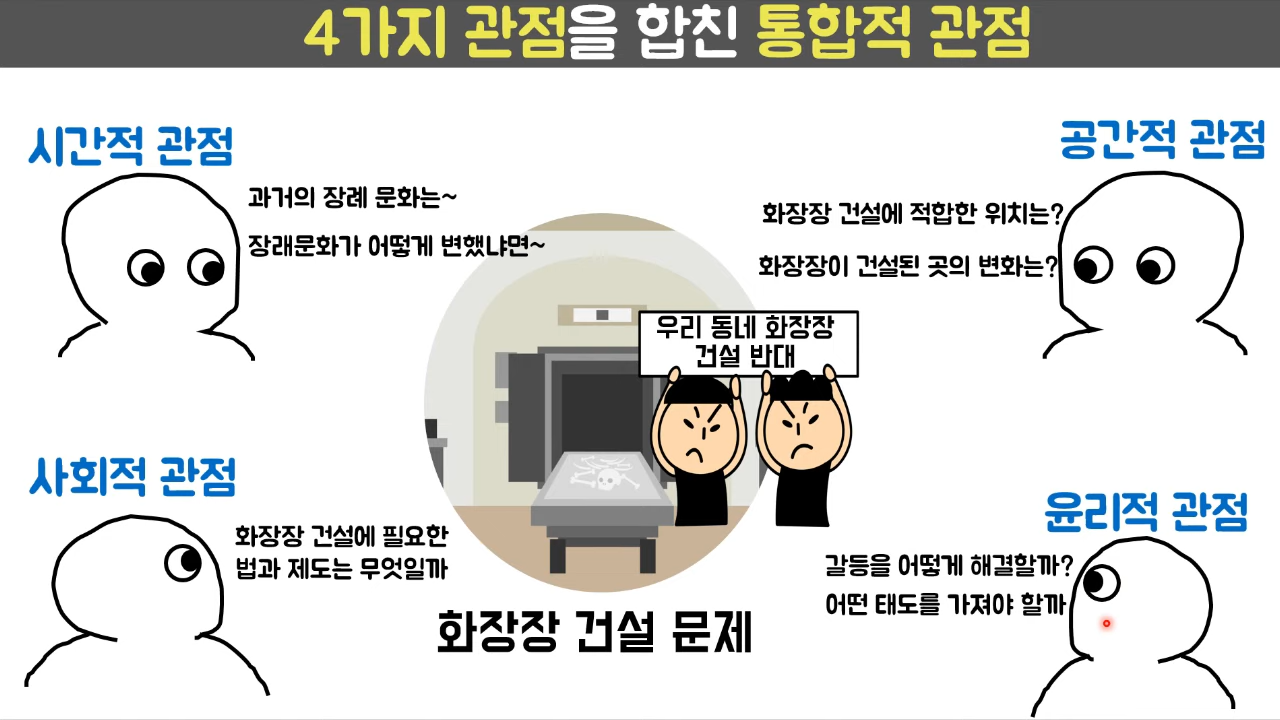 4가지 관점을 합친 통합적 관점
시간적 관점
과거의 장례 문화는~
장래문화가 어떻게 변했냐면~
공간적 관점
화장장 건설에 적합한 위치는?
화장장이 건설된 곳의 변화는?
우리 동네 화장장
건설 반대
사회적 관점
화장장 건설에 필요한
법과 제도는 무엇일까
윤리적 관점
갈등을 어떻게 해결할까?
어떤 태도를 가져야 할까
화장장 건설 문제